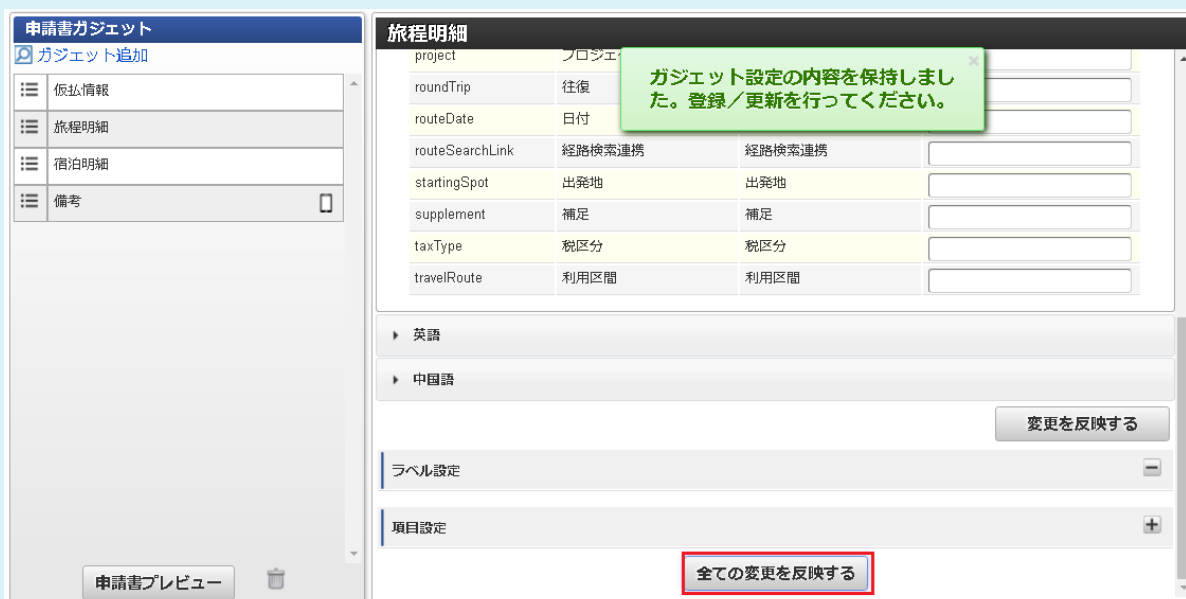 申請書ガジェット
ガジェット追加
仮払情報
旅程明細
宿泊明細
備考
申請書プレビュー
旅程明細
project プロジェ
roundTrip 往復
routeDate 日付
routeSearchLink 経路検索連携 経路検索連携
startingSpot 出発地 出発地
supplement 補足 補足
taxType 税区分 税区分
travelRoute 利用区間 利用区間
ガジェット設定の内容を保持しまし
た。登録／更新を行ってください。
×
英語
中国語
変更を反映する
ラベル設定
項目設定
全ての変更を反映する